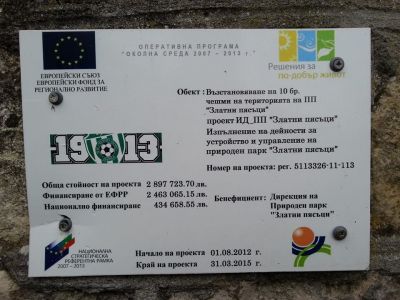 ОПЕРАТИВНА ПРОГРАМА
"ОКОЛНА СРЕДА 2007 - 2013 г."
ЕВРОПЕЙСКИ СЪЮЗ
ЕВРОПЕЙСКИ ФОНД ЗА
РЕГИОНАЛНО РАЗВИТИЕ
Решения за
по-добър живот
Обект : Възстановяване на 10 бр.
чешми на територията на ПП
"Златни пясъци"
проект ИД_ПП "Златни пясъци"
Изпълнение на дейности за
устройство и управление на
природен парк "Златни пясъци"
Номер на проекта: рег. 5113326-11-113
1913
Обща стойност на проекта 2 897 723.70 лв.
Финансиране от ЕФРР 2 463 065.15 лв.
Национално финансиране 434 658.55 лв.
Бенефициент: Дирекция на
Природен парк
"Златни пясъци"
НАЦИОНАЛНА
СТРАТЕГИЧЕСКА
РЕФЕРЕНТНА РАМКА
2007 - 2013
Начало на проекта 01.08.2012 г.
Край на проекта 31.03.2015 г.